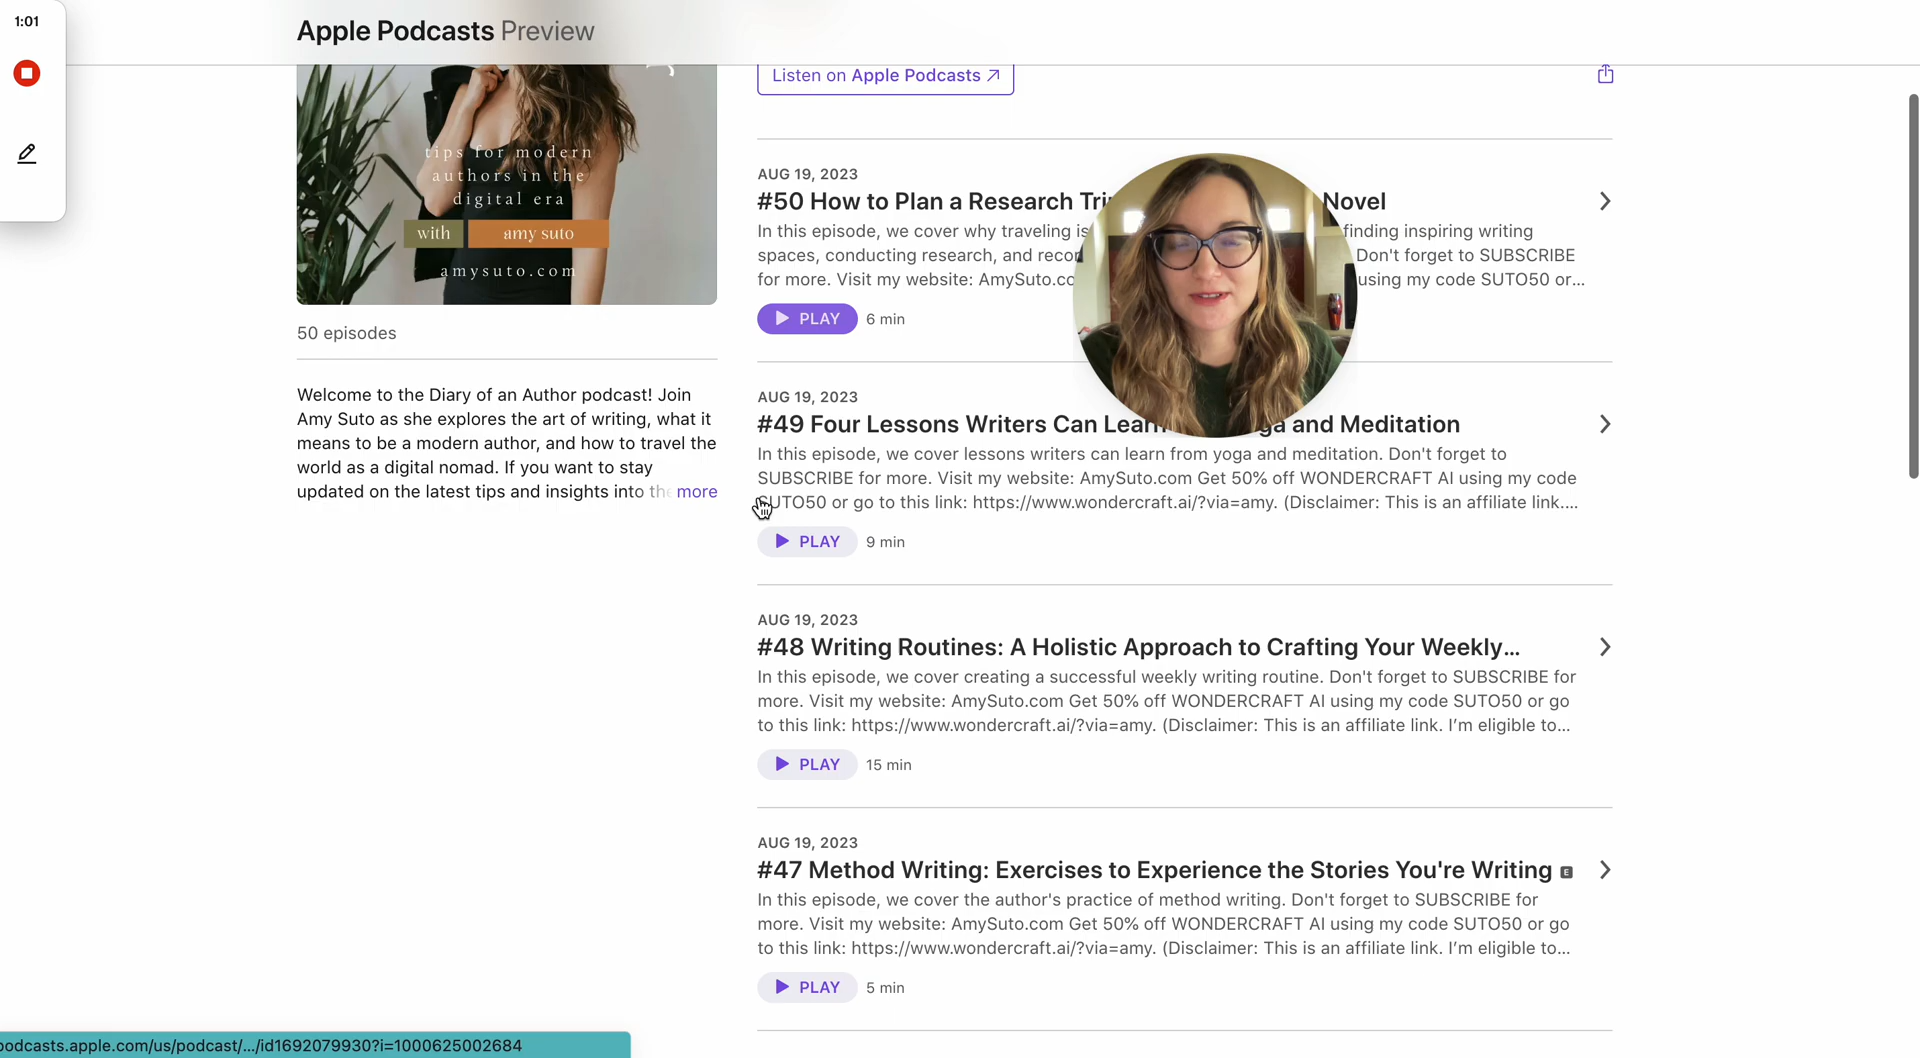 1:01
Apple Podcasts Preview
tips for modern
authors in the
digital era
with amy suto
amysuto.com
50 episodes
Welcome to the Diary of an Author podcast! Join
Amy Suto as she explores the art of writing, what it
means to be a modern author, and how to travel the
world as a digital nomad. If you want to stay
updated on the latest tips and insights into the more
Listen on Apple Podcasts
AUG 19, 2023
#50 How to Plan a Research Novel
In this episode, we cover why traveling is finding inspiring writing
spaces, conducting research, and Don't forget to SUBSCRIBE
for more. Visit my website: using my code SUTO50 or...
PLAY 6 min
AUG 19, 2023
#49 Four Lessons Writers Can and Meditation
In this episode, we cover lessons writers can learn from yoga and meditation. Don't forget to
SUBSCRIBE for more. Visit my website: AmySuto.com Get 50% off WONDERCRAFT AI using my code
SUTO50 or go to this link: https://www.wondercraft.ai/?via=amy. (Disclaimer: This is an affiliate link....
PLAY 9 min
AUG 19, 2023
#48 Writing Routines: A Holistic Approach to Crafting Your Weekly...
In this episode, we cover creating a successful weekly writing routine. Don't forget to SUBSCRIBE for
more. Visit my website: AmySuto.com Get 50% off WONDERCRAFT AI using my code SUTO50 or go
to this link: https://www.wondercraft.ai/?via=amy. (Disclaimer: This is an affiliate link. I'm eligible to...
PLAY 15 min
AUG 19, 2023
#47 Method Writing: Exercises to Experience the Stories You're Writing E
In this episode, we cover the author's practice of method writing. Don't forget to SUBSCRIBE for
more. Visit my website: AmySuto.com Get 50% off WONDERCRAFT AI using my code SUTO50 or go
to this link: https://www.wondercraft.ai/?via=amy. (Disclaimer: This is an affiliate link. I'm eligible to...
PLAY 5 min
podcasts.apple.com/us/podcast/.../id1692079930?i=1000625002684